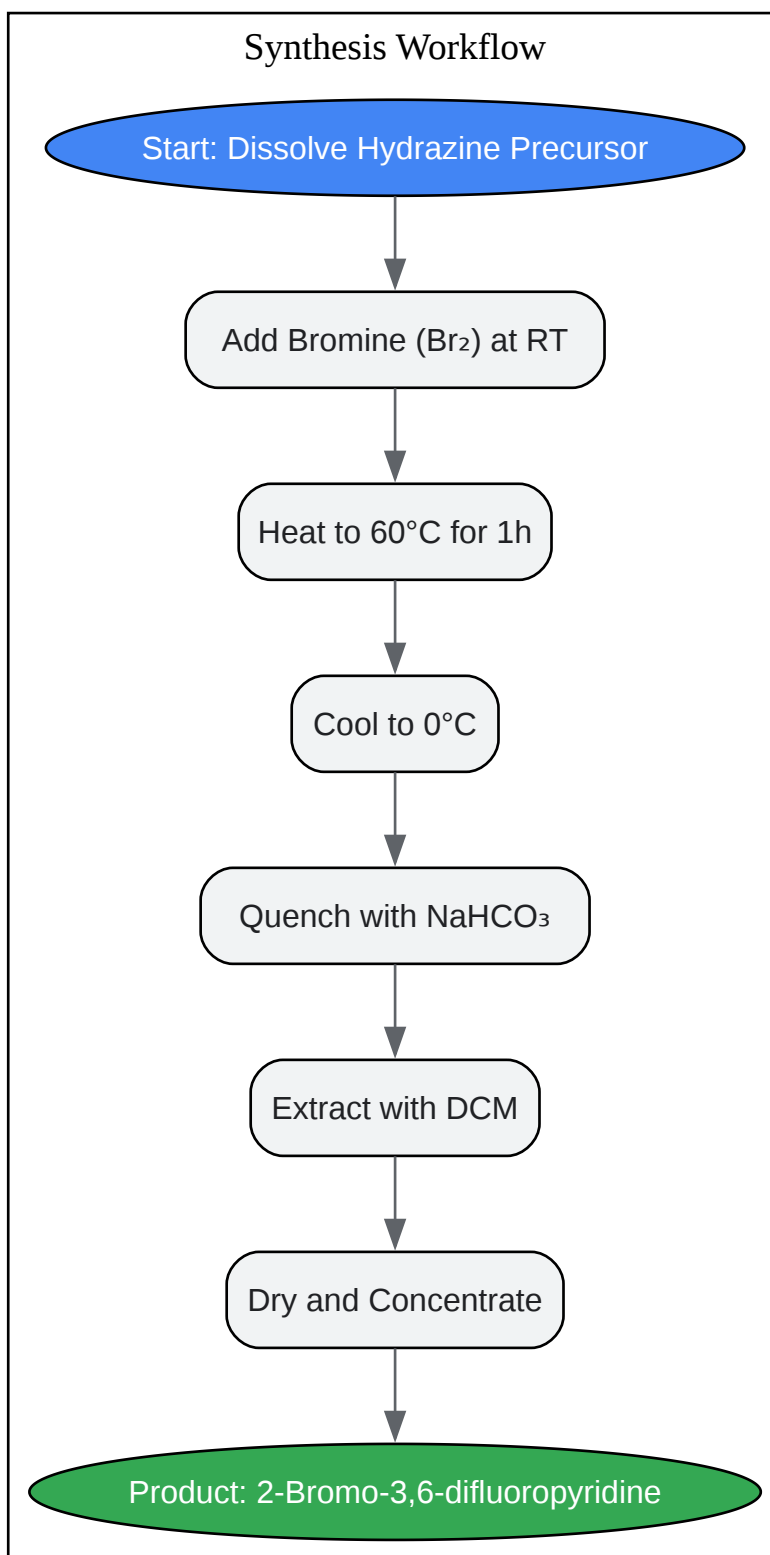 Synthesis Workflow
Start: Dissolve Hydrazine Precursor
Add Bromine (Br₂) at RT
Heat to 60°C for 1h
Cool to 0°C
Quench with NaHCO₃
Extract with DCM
Dry and Concentrate
Product: 2-Bromo-3,6-difluoropyridine